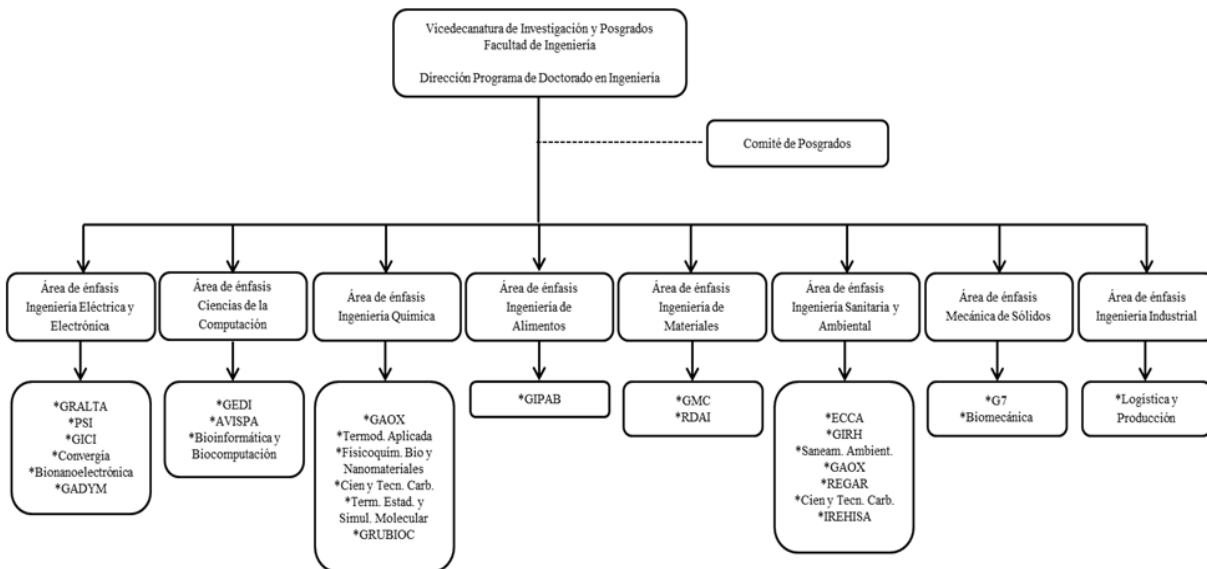 Vicedecanatura de Investigación y Posgrados
Facultad de Ingeniería
Dirección Programa de Doctorado en Ingeniería
Comité de Posgrados
Área de énfasis
Ingeniería Eléctrica y
Electrónica
Área de énfasis
Ciencias de la
Computación
Área de énfasis
Ingeniería Química
Área de énfasis
Ingeniería de
Alimentos
Área de énfasis
Ingeniería de
Materiales
Área de énfasis
Ingeniería Sanitaria y
Ambiental
Área de énfasis
Mecánica de Sólidos
Área de énfasis
Ingeniería Industrial
*GRALTA
*PSI
*GICI
*Convergía
*Bionanoelectrónica
*GADYM
*GEDI
*AVISPA
*Bioinformática y
Biocomputación
*GAOX
*Termod. Aplicada
*Fisicoquím. Bio y
Nanomateriales
*Cien y Tecn. Carb.
*Term. Estad. y
Simul. Molecular
*GRUBIOC
*GIPAB
*GMC
*RDAI
*ECCA
*GIRH
*Saneam. Ambient.
*GAOX
*REGAR
*Cien y Tecn. Carb.
*IREHISA
*G7
*Biomecánica
*Logística y
Producción